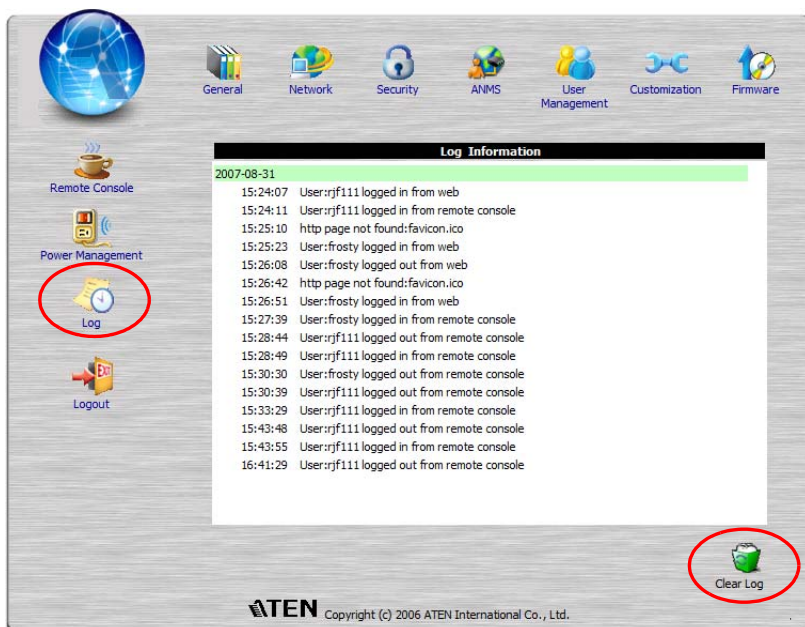 General
Network
Security
ANMS
User
Management
Customization
Firmware
Remote Console
Power Management
Log
EXIT
Logout
Log Information
2007-08-31
15:24:07 User:rjf111 logged in from web
15:24:11 User:rjf111 logged in from remote console
15:25:10 http page not found:favicon.ico
15:25:23 User:frosty logged in from web
15:26:08 User:frosty logged out from web
15:26:42 http page not found:favicon.ico
15:26:51 User:frosty logged in from web
15:27:39 User:frosty logged in from remote console
15:28:44 User:rjf111 logged out from remote console
15:28:49 User:rjf111 logged in from remote console
15:30:30 User:frosty logged out from remote console
15:30:39 User:rjf111 logged out from remote console
15:33:29 User:rjf111 logged in from remote console
15:43:48 User:rjf111 logged out from remote console
15:43:55 User:rjf111 logged in from remote console
16:41:29 User:rjf111 logged out from remote console
Clear Log
ATEN Copyright (c) 2006 ATEN International Co., Ltd.